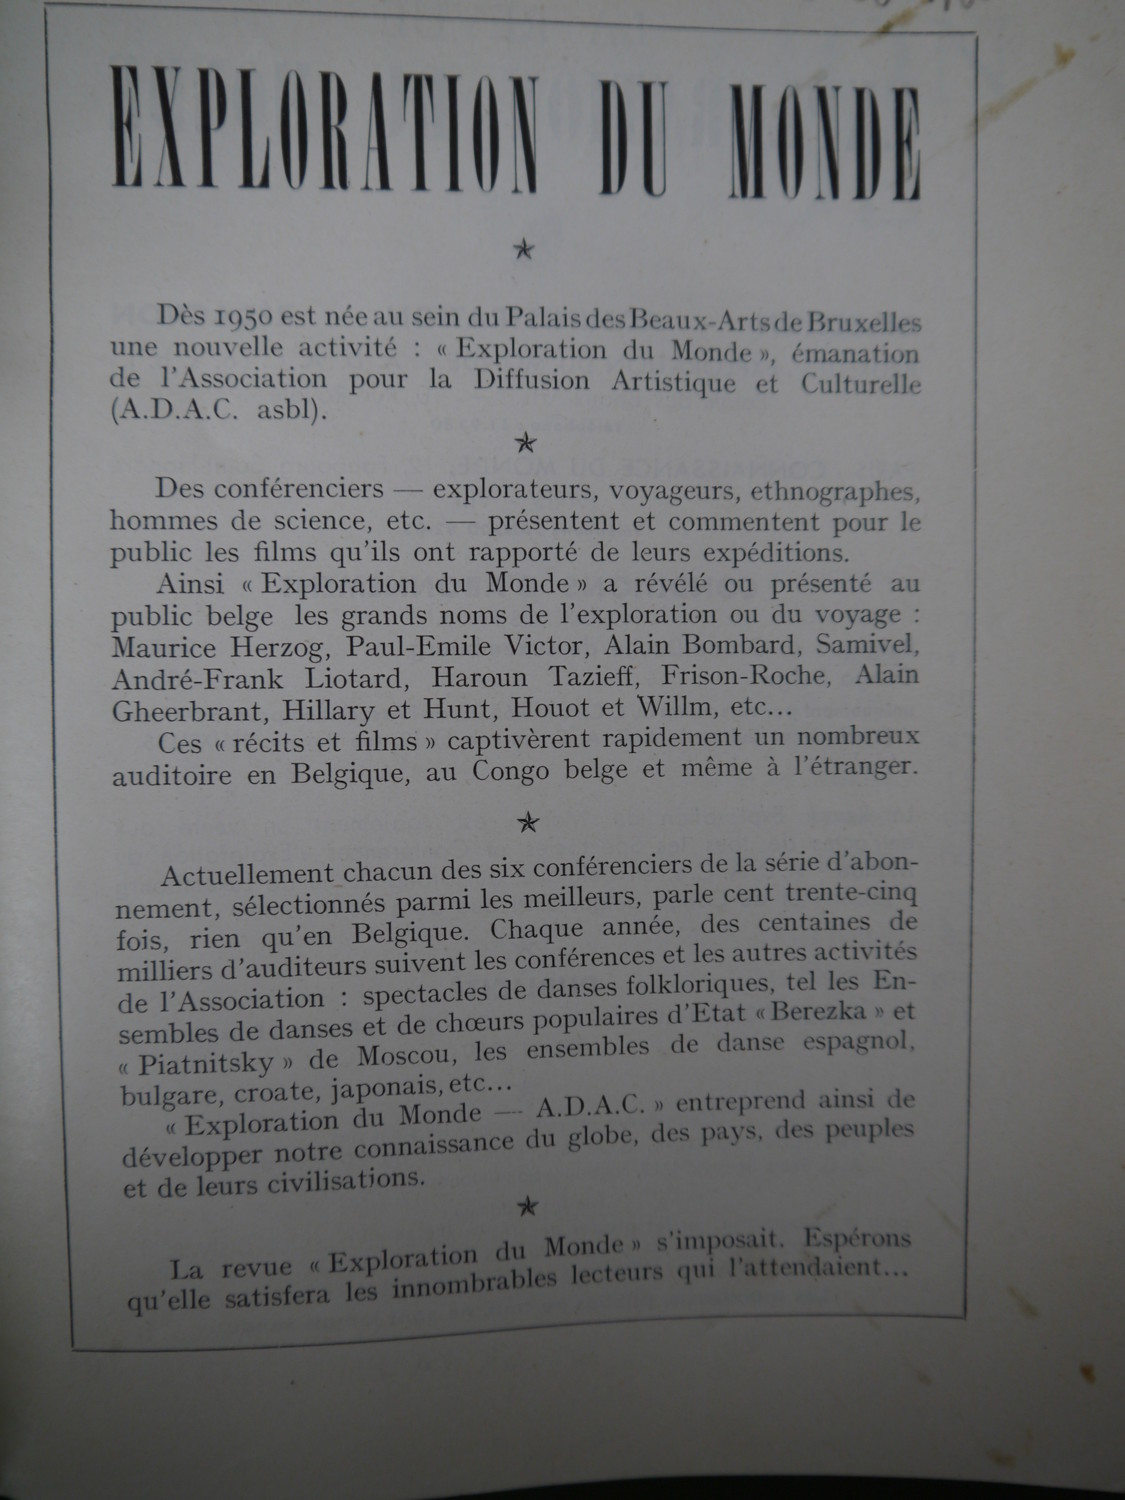 EXPLORATION DU MONDE
Dès 1950 est née au sein du Palais des Beaux-Arts de Bruxelles
une nouvelle activité : « Exploration du Monde », émanation
de l'Association pour la Diffusion Artistique et Culturelle
(A.D.A.C. asbl).
Des conférenciers — explorateurs, voyageurs, ethnographes,
hommes de science, etc. — présentent et commentent pour le
public les films qu'ils ont rapporté de leurs expéditions.
Ainsi « Exploration du Monde » a révélé ou présenté au
public belge les grands noms de l'exploration ou du voyage :
Maurice Herzog, Paul-Emile Victor, Alain Bombard, Samivel,
André-Frank Liotard, Haroun Tazieff, Frison-Roche, Alain
Gheerbrant, Hillary et Hunt, Houot et Willm, etc...
Ces « récits et films » captivèrent rapidement un nombreux
auditoire en Belgique, au Congo belge et même à l'étranger.
Actuellement chacun des six conférenciers de la série d'abon-
nement, sélectionnés parmi les meilleurs, parle cent trente-cinq
fois, rien qu'en Belgique. Chaque année, des centaines de
milliers d'auditeurs suivent les conférences et les autres activités
de l'Association : spectacles de danses folkloriques, tel les En-
sembles de danses et de chœurs populaires d'Etat « Berezka » et
« Piatnitsky » de Moscou, les ensembles de danse espagnol,
bulgare, croate, japonais, etc...
« Exploration du Monde — A.D.A.C. » entreprend ainsi de
développer notre connaissance du globe, des pays, des peuples
et de leurs civilisations.
La revue « Exploration du Monde » s'imposait. Espérons
qu'elle satisfera les innombrables lecteurs qui l'attendaient...